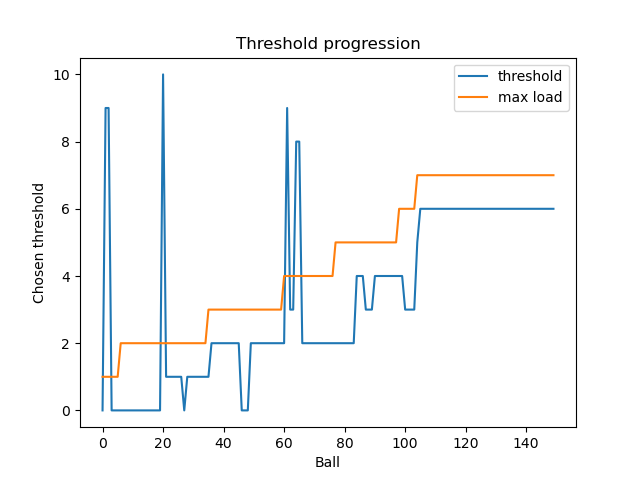 Threshold progression
threshold
max load
10
8
6
4
2
0
Chosen threshold
0 20 40 60 80 100 120 140
Ball